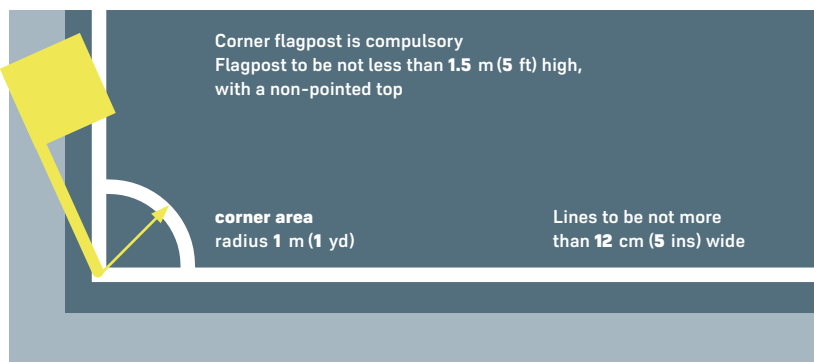 Corner flagpost is compulsory
Flagpost to be not less than 1.5 m (5 ft) high,
with a non-pointed top
corner area
radius 1 m (1 yd)
Lines to be not more
than 12 cm (5 ins) wide